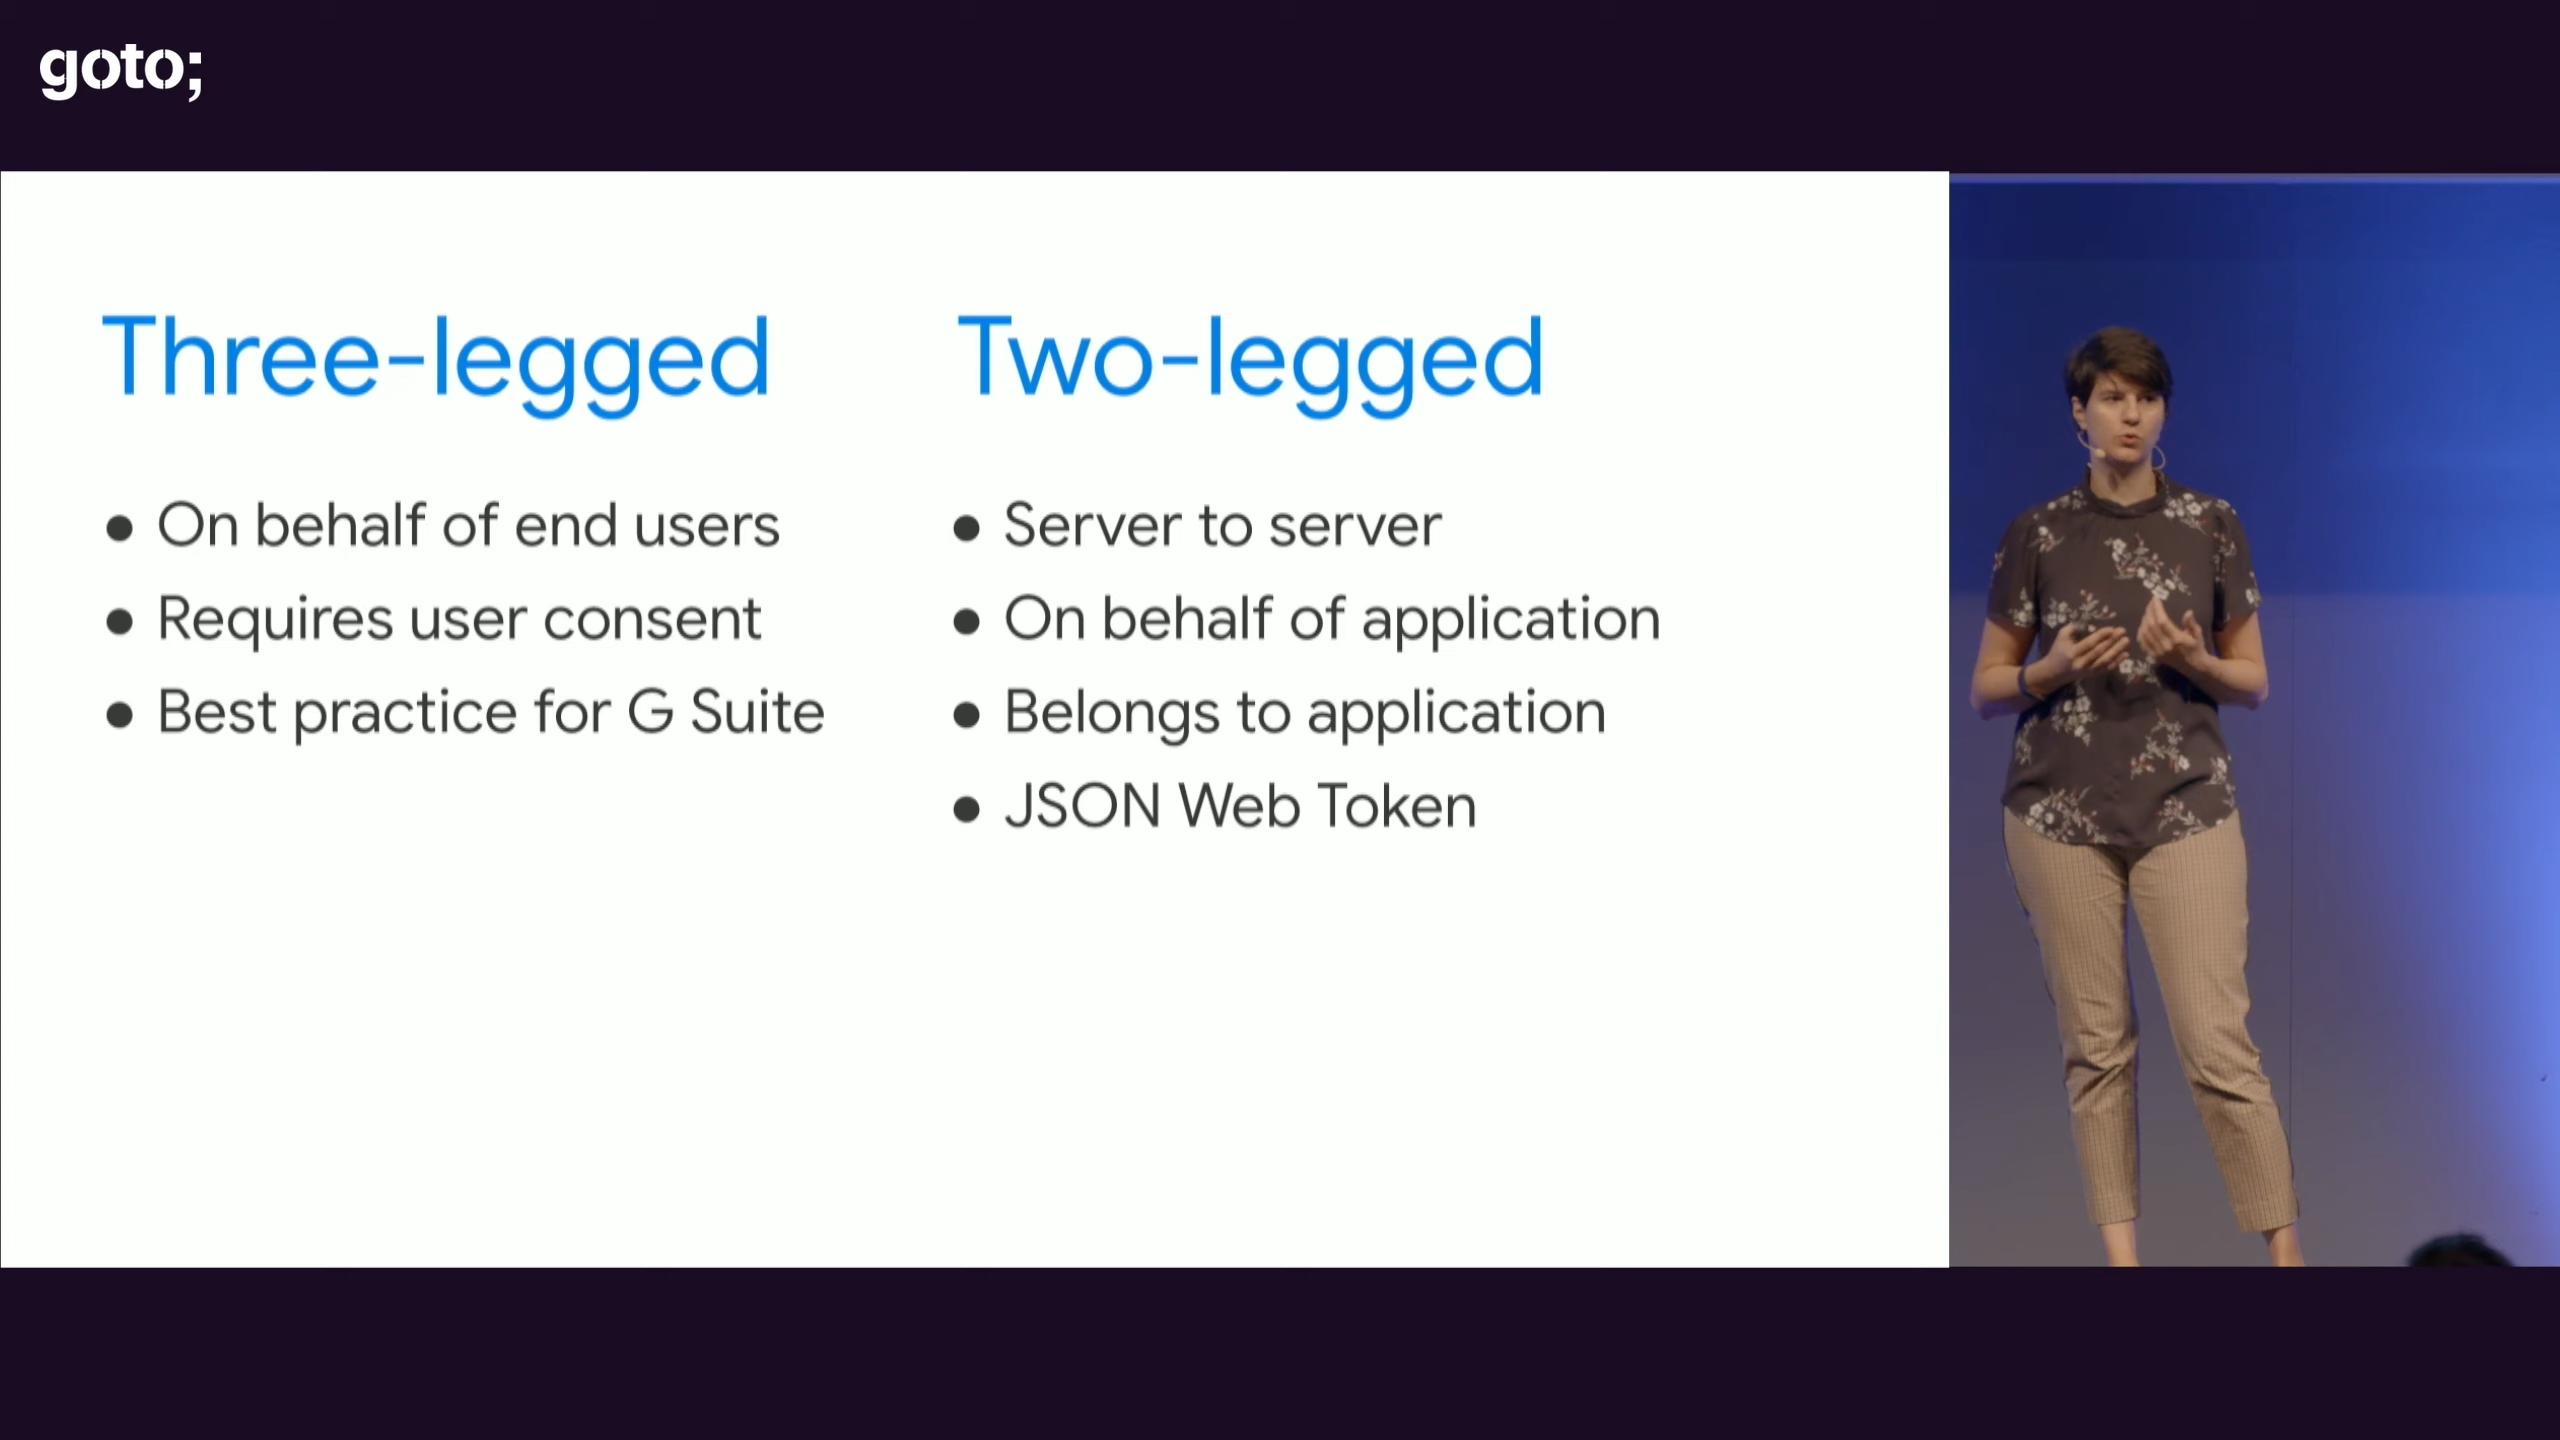 goto;
Three-legged
On behalf of end users
Requires user consent
Best practice for G Suite
Two-legged
Server to server
On behalf of application
Belongs to application
JSON Web Token